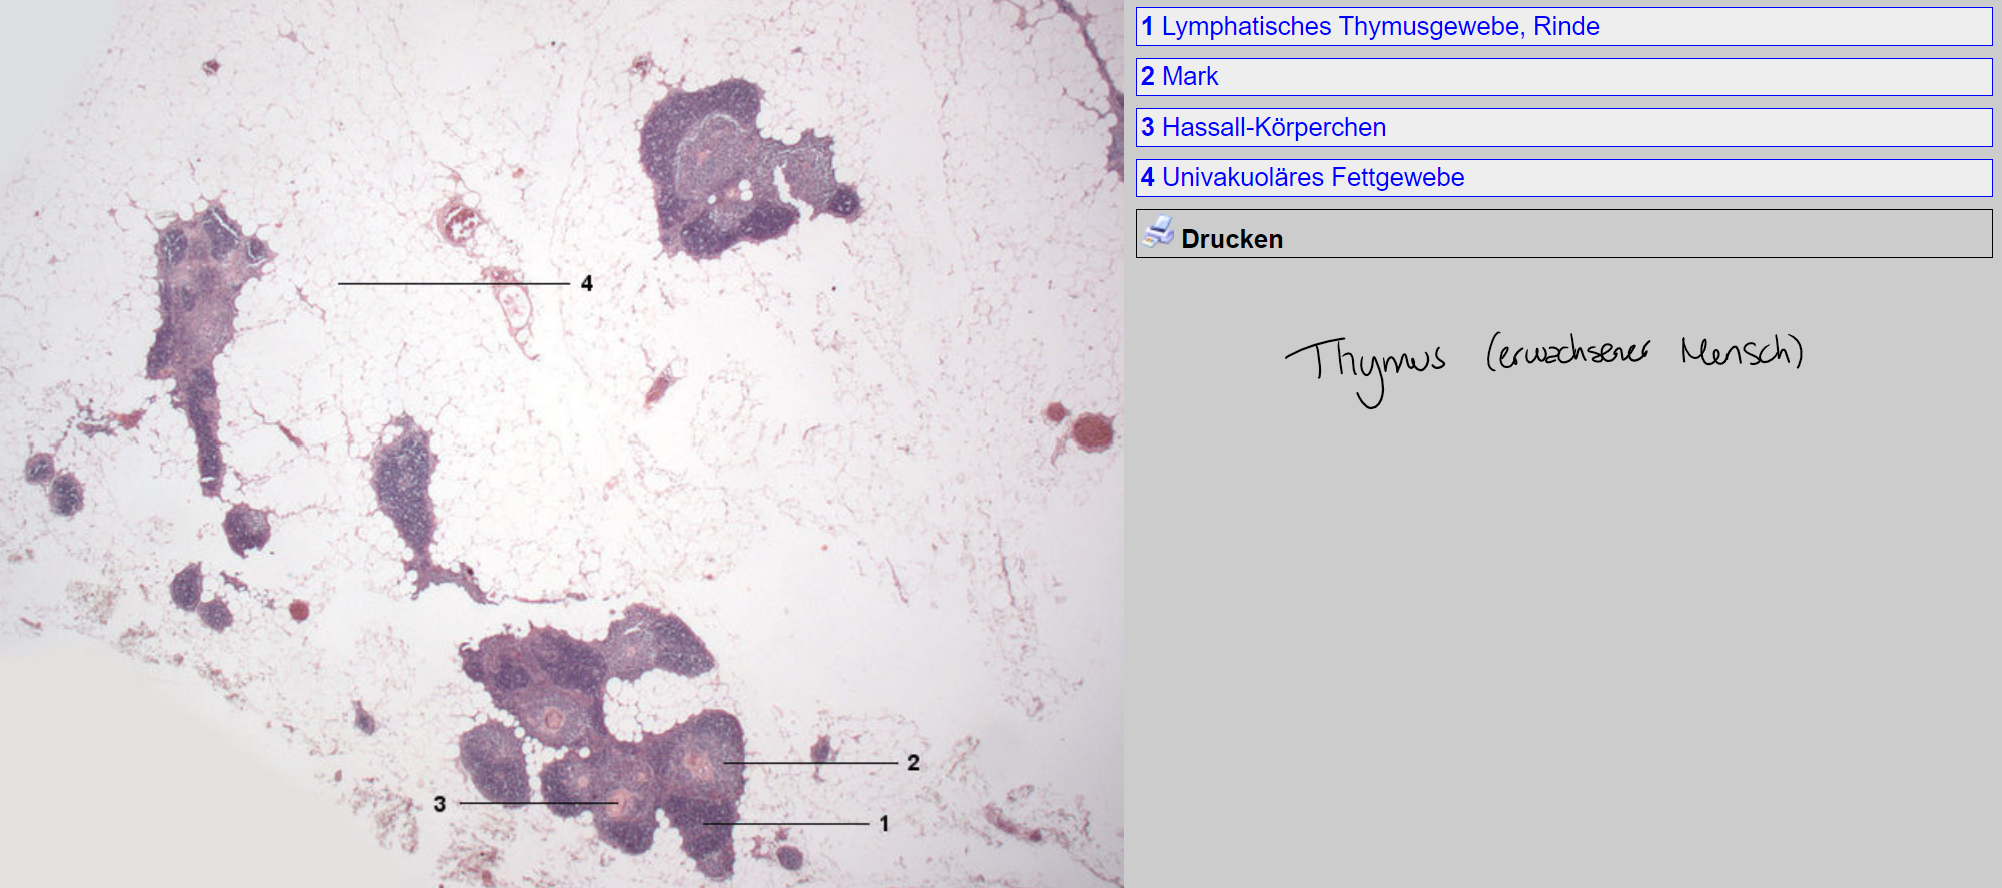 1 Lymphatisches Thymusgewebe, Rinde
2 Mark
3 Hassall-Körperchen
4 Univakuoläres Fettgewebe
Drucken
Thymus (erwachsener Mensch)
4
2
3
1